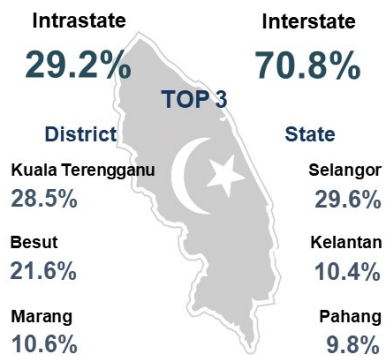 Intrastate
29.2%
Interstate
70.8%
TOP 3
District
State
Kuala Terengganu
28.5%
Selangor
29.6%
Besut
21.6%
Kelantan
10.4%
Marang
10.6%
Pahang
9.8%